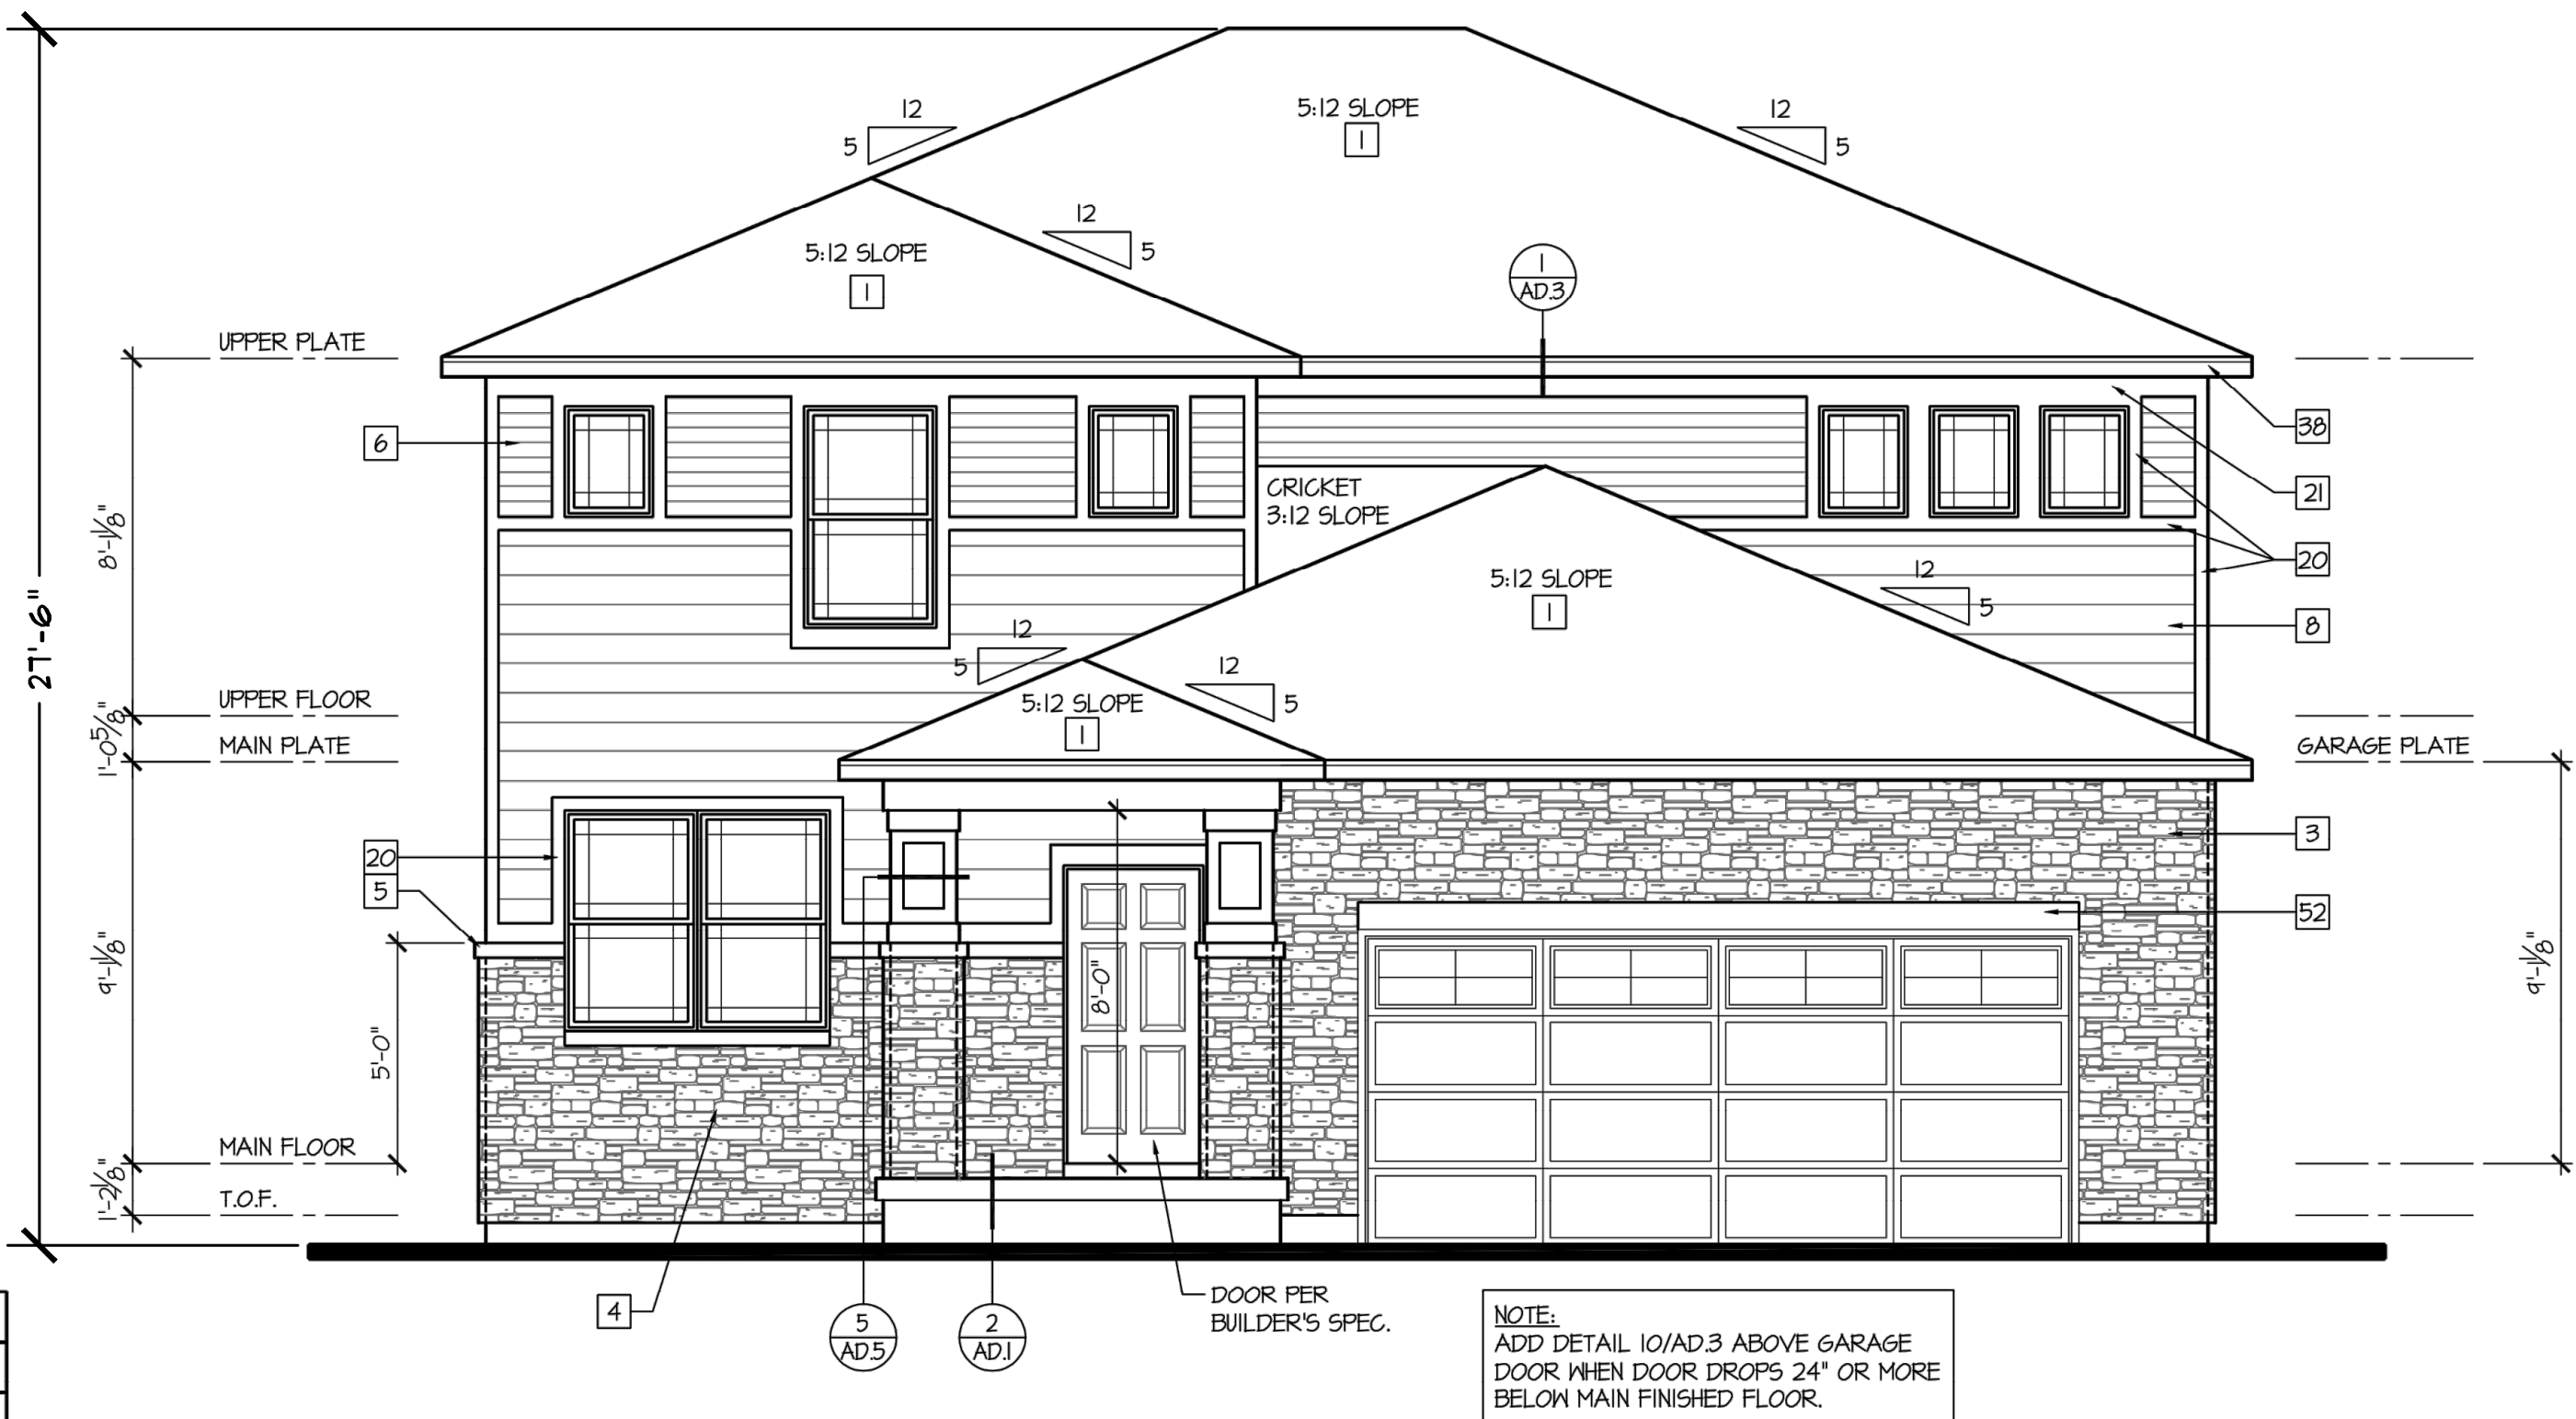 12
5:12 SLOPE
1
12
5
5
12
5
5:12 SLOPE
1
1
AD.3
UPPER PLATE
38
6
21
CRICKET
3:12 SLOPE
8'-1 1/8"
20
5:12 SLOPE
1
12
5
8
27'-6"
12
5
12
5
UPPER FLOOR
5:12 SLOPE
1
1'-0 5/8"
MAIN PLATE
GARAGE PLATE
3
20
5
52
9'-1 1/8"
8'-0"
9'-1 1/8"
5'-0"
MAIN FLOOR
1'-2 1/8"
T.O.F.
4
5
AD.5
2
AD.1
DOOR PER
BUILDER'S SPEC.
NOTE:
ADD DETAIL 10/AD.3 ABOVE GARAGE
DOOR WHEN DOOR DROPS 24" OR MORE
BELOW MAIN FINISHED FLOOR.